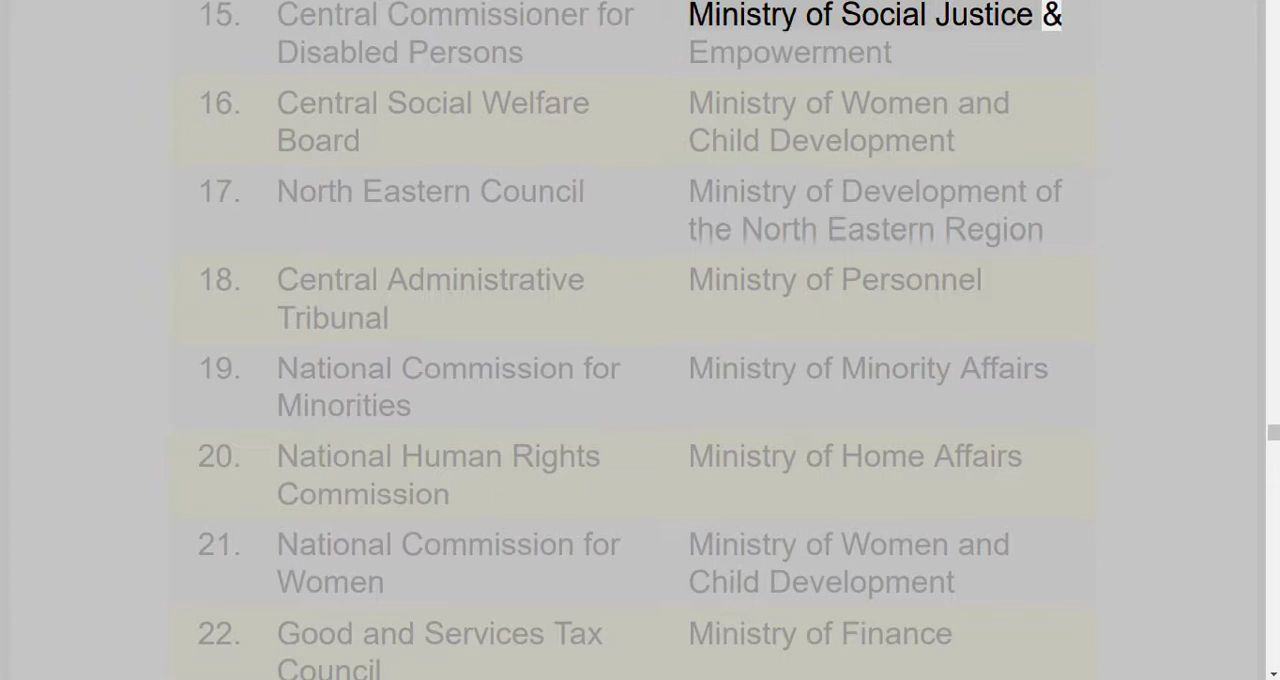 15. Central Commissioner for Ministry of Social Justice &
Disabled Persons Empowerment
16. Central Social Welfare Ministry of Women and
Board Child Development
17. North Eastern Council Ministry of Development of
the North Eastern Region
18. Central Administrative Ministry of Personnel
Tribunal
19. National Commission for Ministry of Minority Affairs
Minorities
20. National Human Rights Ministry of Home Affairs
Commission
21. National Commission for Ministry of Women and
Women Child Development
22. Good and Services Tax Ministry of Finance
Council